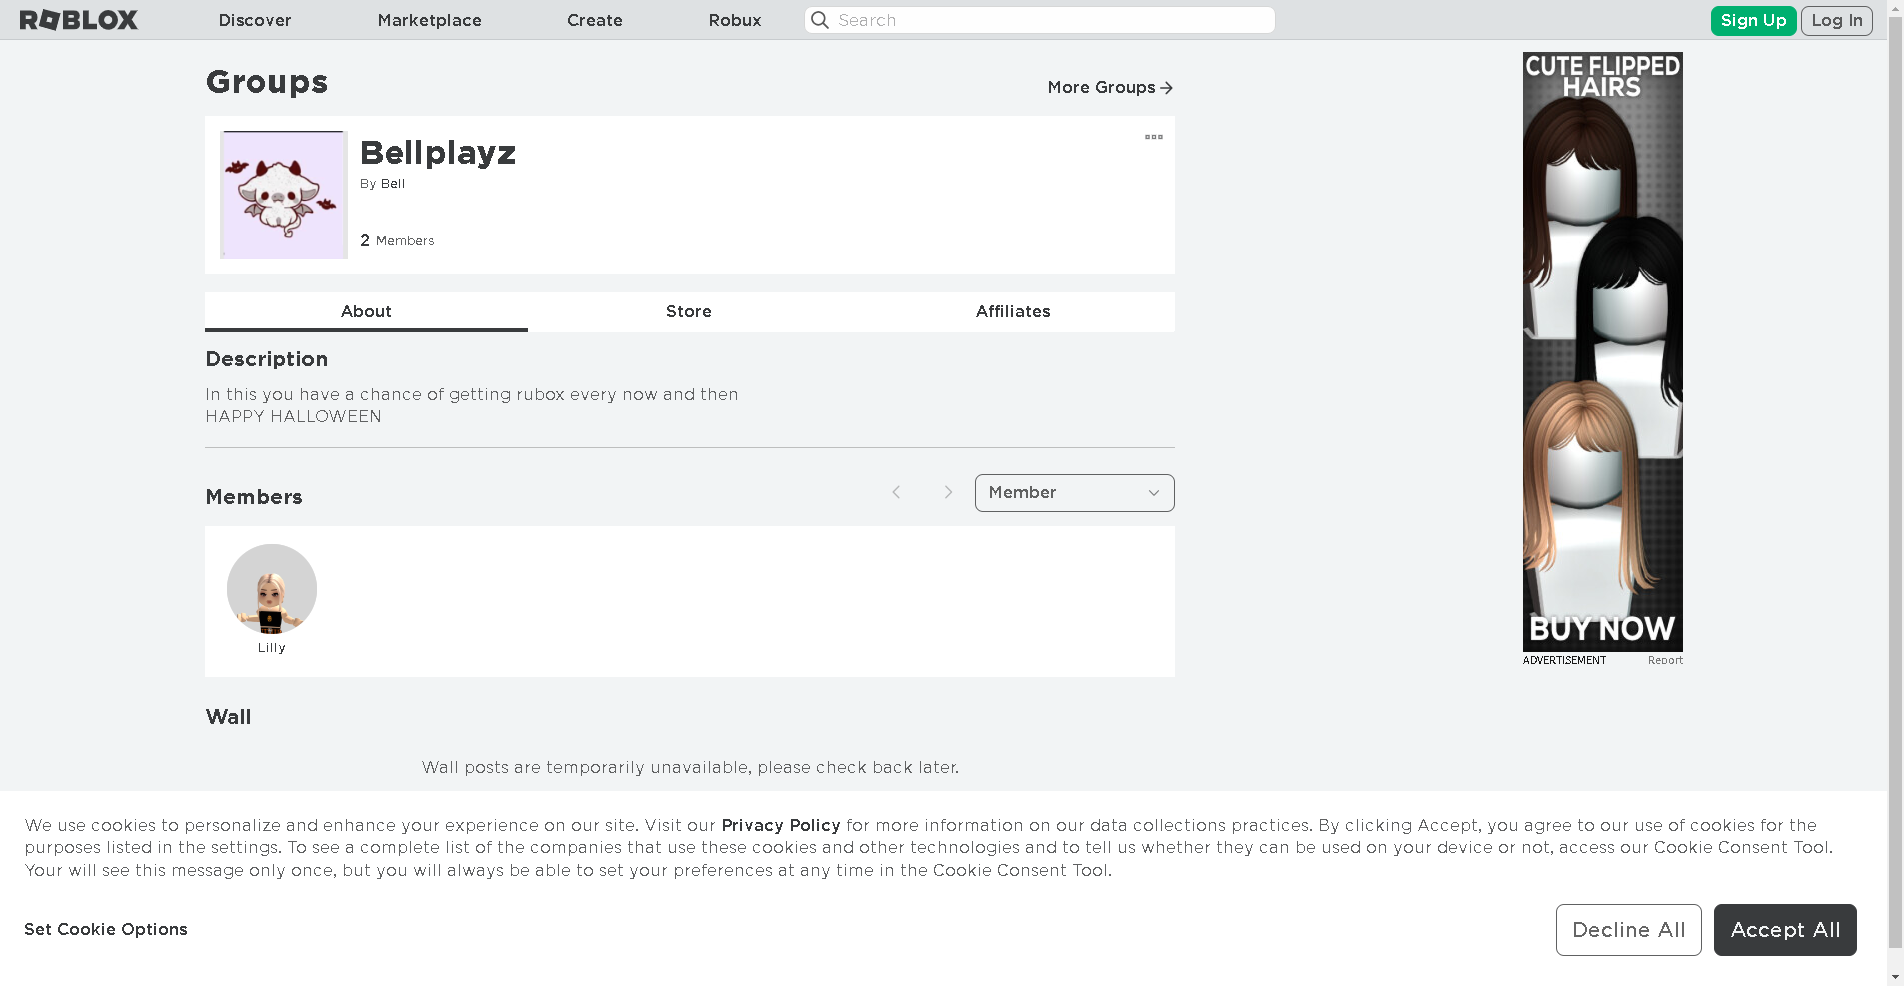 ROBLOX Discover Marketplace Create Robux Search Sign Up Log In
Groups
More Groups
Bellplayz
By Bell
2 Members
About Store Affiliates
Description
In this you have a chance of getting rubox every now and then
HAPPY HALLOWEEN
Members
Member
Lilly
Wall
Wall posts are temporarily unavailable, please check back later.
CUTE FLIPPED
HAIRS
BUY NOW
ADVERTISEMENT Report
We use cookies to personalize and enhance your experience on our site. Visit our Privacy Policy for more information on our data collections practices. By clicking Accept, you agree to our use of cookies for the
purposes listed in the settings. To see a complete list of the companies that use these cookies and other technologies and to tell us whether they can be used on your device or not, access our Cookie Consent Tool.
Your will see this message only once, but you will always be able to set your preferences at any time in the Cookie Consent Tool.
Set Cookie Options
Decline All Accept All